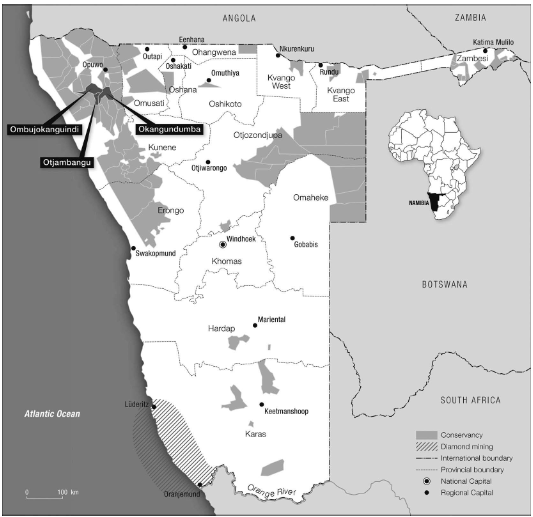 ANGOLA
ZAMBIA
Eenhana
Katima Mulilo
Ohangwena
Nkurenkuru
Outapi
Opuwo
Oshakati
Zambesi
Omuthiya
Rundu
Kvango
West
Kvango
East
Oshana
Omusati
Oshikoto
Ombujokanguindi
Okangundumba
Otjozondjupa
Otjambangu
Kunene
Otjiwarongo
Omaheke
NAMIBIA
Erongo
Windhoek
Gobabis
Swakopmund
Khomas
BOTSWANA
Mariental
Hardap
SOUTH AFRICA
Lüderitz
Keetmanshoop
Atlantic Ocean
Karas
Conservancy
Diamond mining
International boundary
Provincial boundary
National Capital
Regional Capital
Orange River
Oranjemund
0 100 km